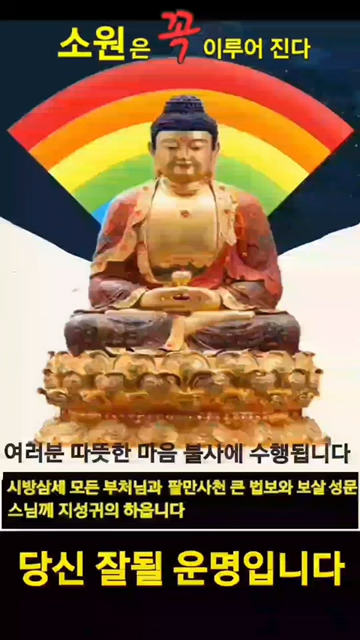 소원은 꼭 이루어 진다
여러분 따뜻한 마음 불사에 수행됩니다
시방삼세 모든 부처님과 팔만사천 큰 법보와 보살 성문
스님께 지성귀의 하옵니다
당신 잘될 운명입니다